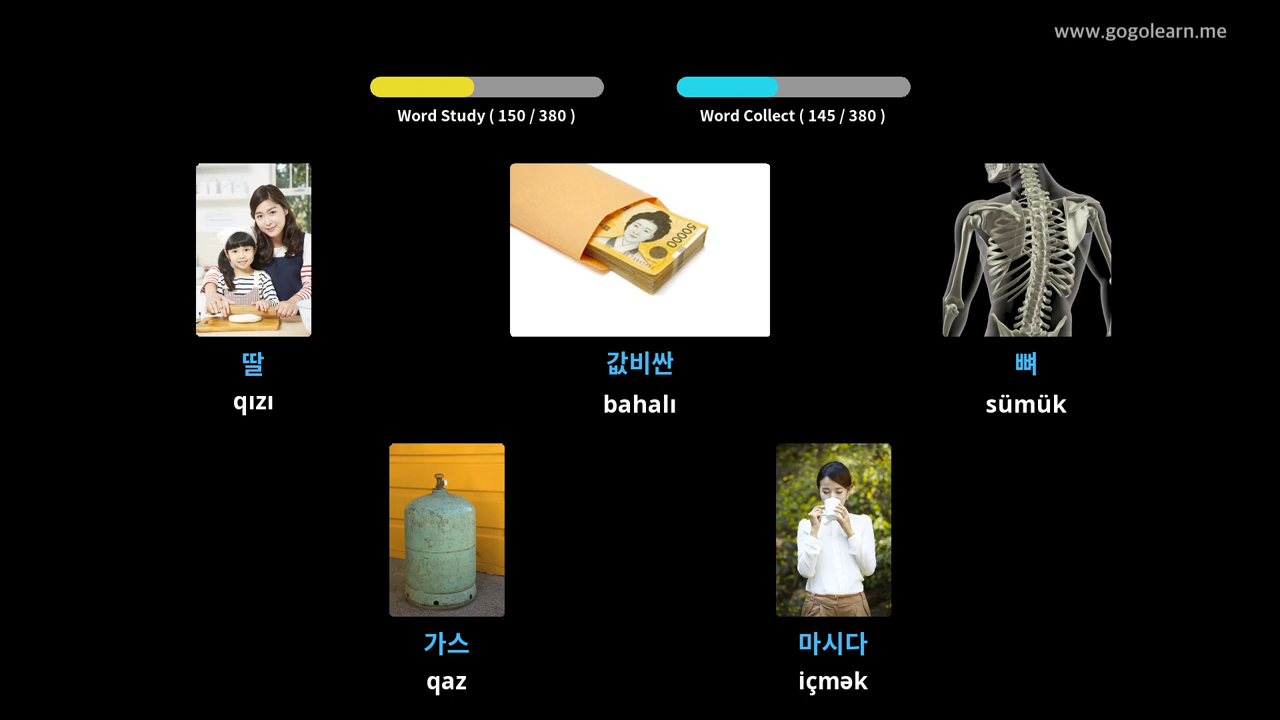 www.gogolearn.me
Word Study ( 150 / 380 )
Word Collect ( 145 / 380 )
딸
값비싼
뼈
qızı
bahalı
sümük
50000
가스
마시다
qaz
içmək